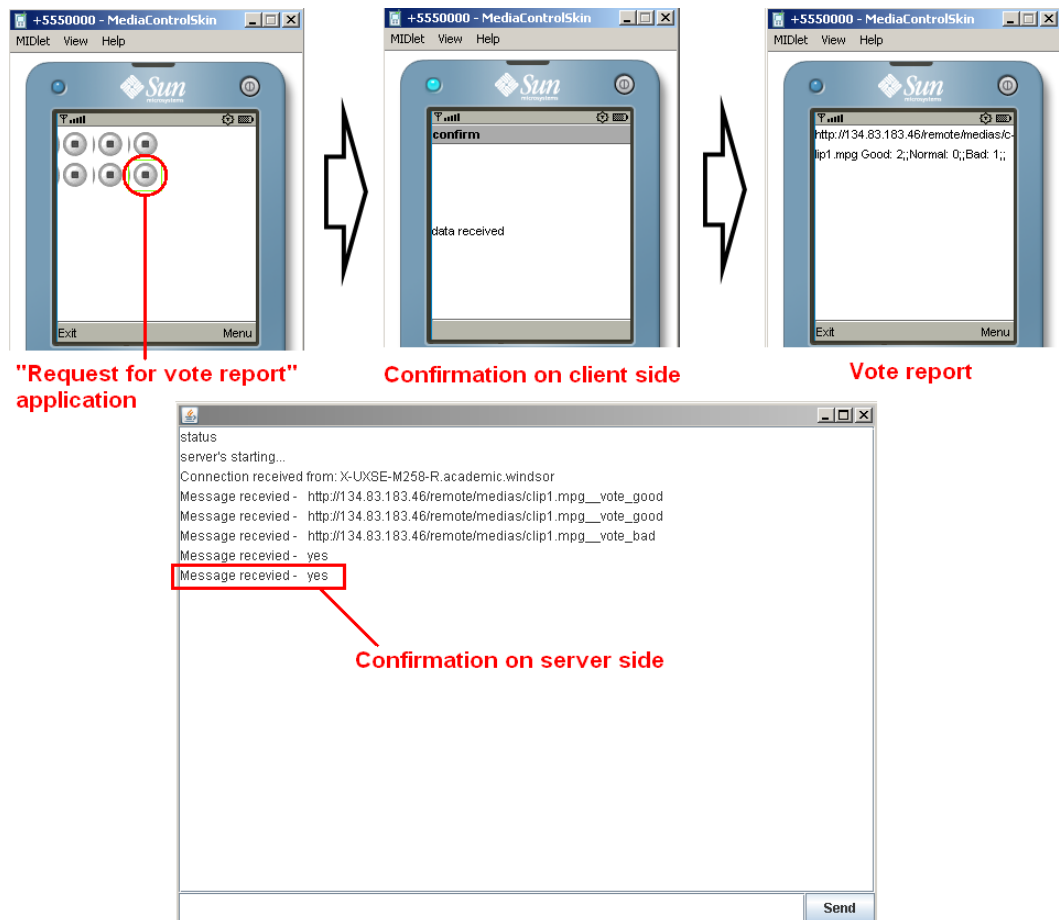 +5550000 - MediaControlSkin
MIDlet View Help
Sun
microsystems
Exit Menu
"Request for vote report"
application
+5550000 - MediaControlSkin
MIDlet View Help
Sun
microsystems
confirm
data received
Confirmation on client side
+5550000 - MediaControlSkin
MIDlet View Help
Sun
microsystems
http://134.83.183.46/remote/medias/c-
lip1.mpg Good: 2;;Normal: 0;;Bad: 1;;
Exit Menu
Vote report
status
server's starting...
Connection received from: X-UXSE-M258-R.academic.windsor
Message recevied - http://134.83.183.46/remote/medias/clip1.mpg__vote_good
Message recevied - http://134.83.183.46/remote/medias/clip1.mpg__vote_good
Message recevied - http://134.83.183.46/remote/medias/clip1.mpg__vote_bad
Message recevied - yes
Message recevied - yes
Confirmation on server side
Send